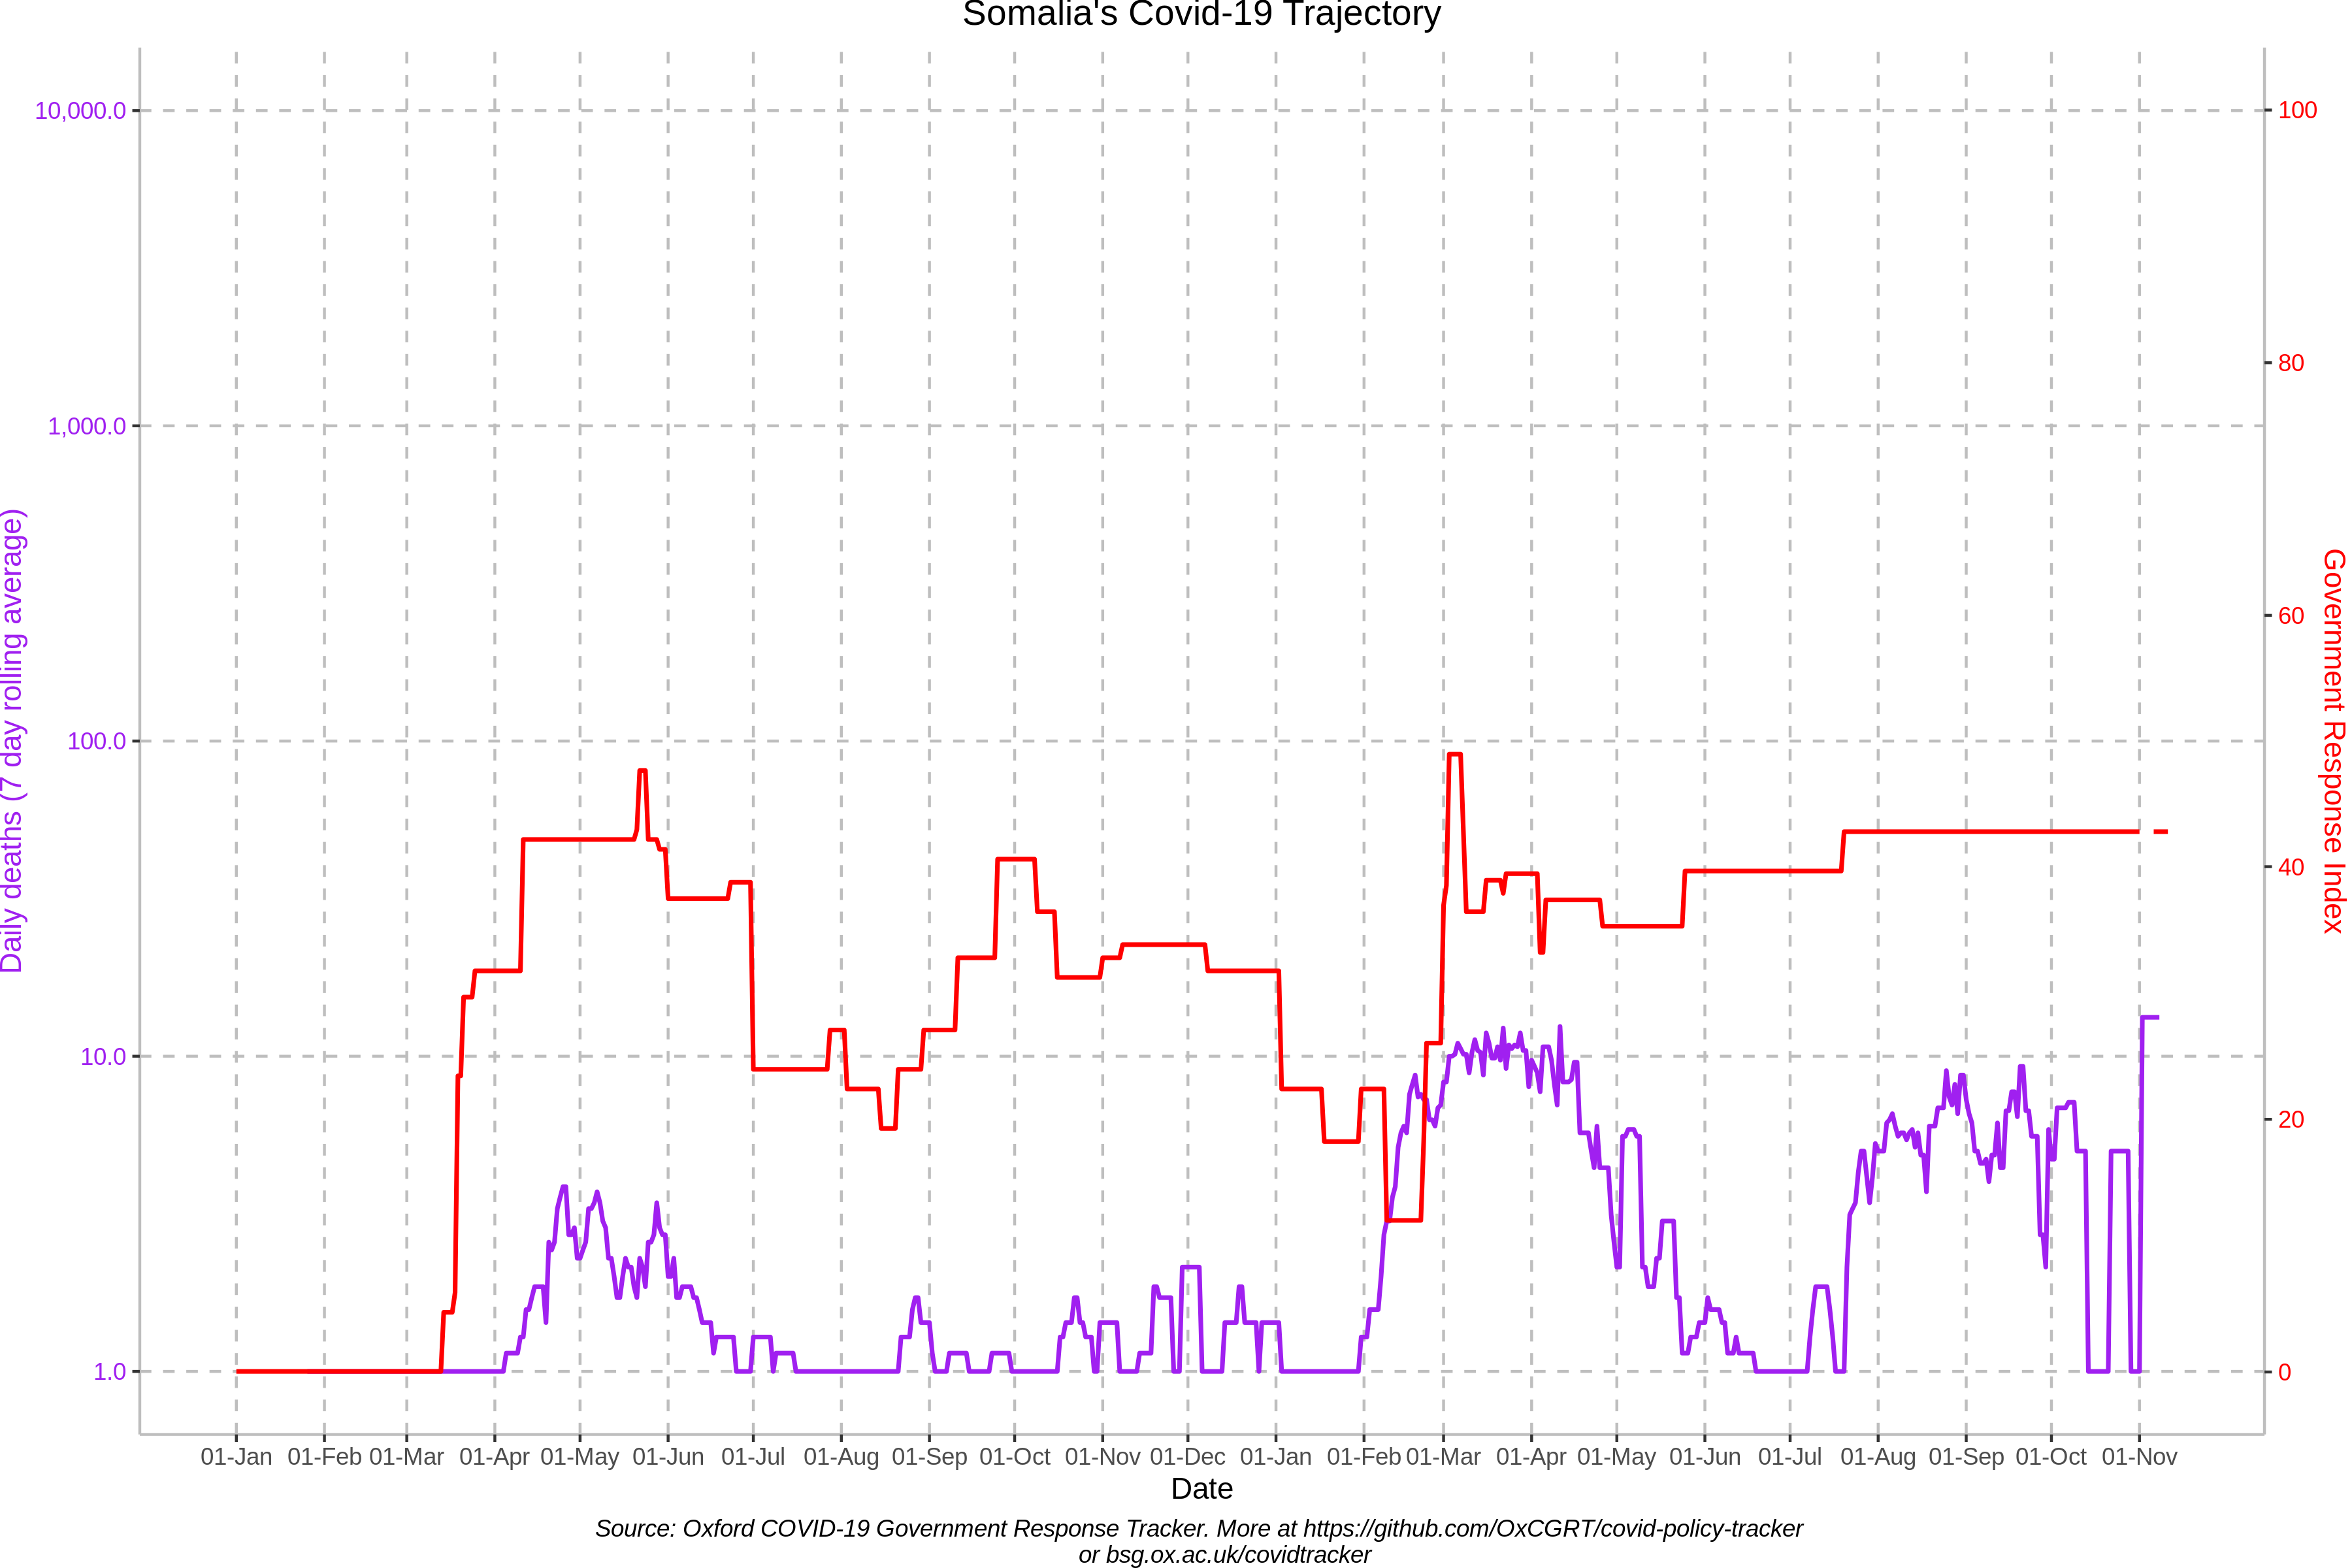 Somalia's Covid-19 Trajectory
10,000.0
1,000.0
100.0
10.0
1.0
Daily deaths (7 day rolling average)
100
80
60
40
20
0
Government Response Index
01-Jan 01-Feb 01-Mar 01-Apr 01-May 01-Jun 01-Jul 01-Aug 01-Sep 01-Oct 01-Nov 01-Dec 01-Jan 01-Feb 01-Mar 01-Apr 01-May 01-Jun 01-Jul 01-Aug 01-Sep 01-Oct 01-Nov
Date
Source: Oxford COVID-19 Government Response Tracker. More at https://github.com/OxCGRT/covid-policy-tracker
or bsg.ox.ac.uk/covidtracker